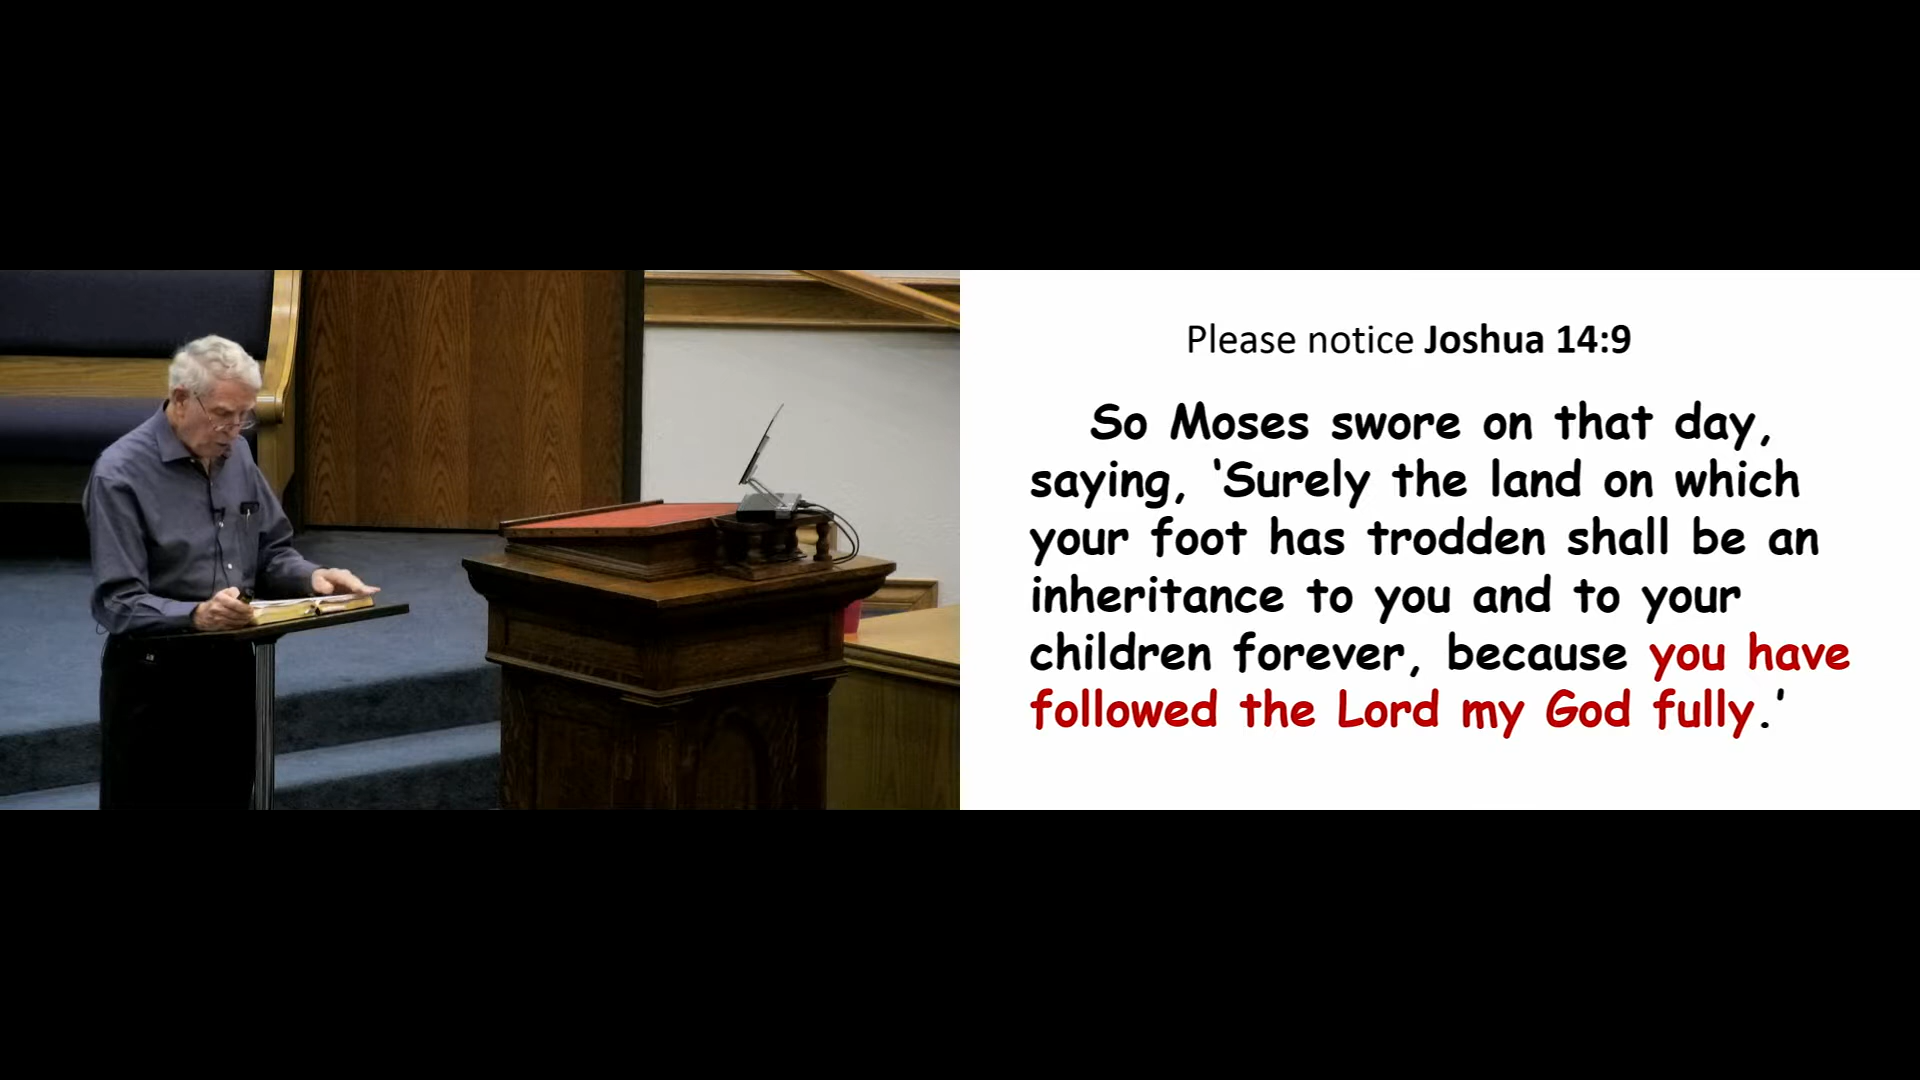 Please notice Joshua 14:9
So Moses swore on that day,
saying, ‘Surely the land on which
your foot has trodden shall be an
inheritance to you and to your
children forever, because you have
followed the Lord my God fully.’